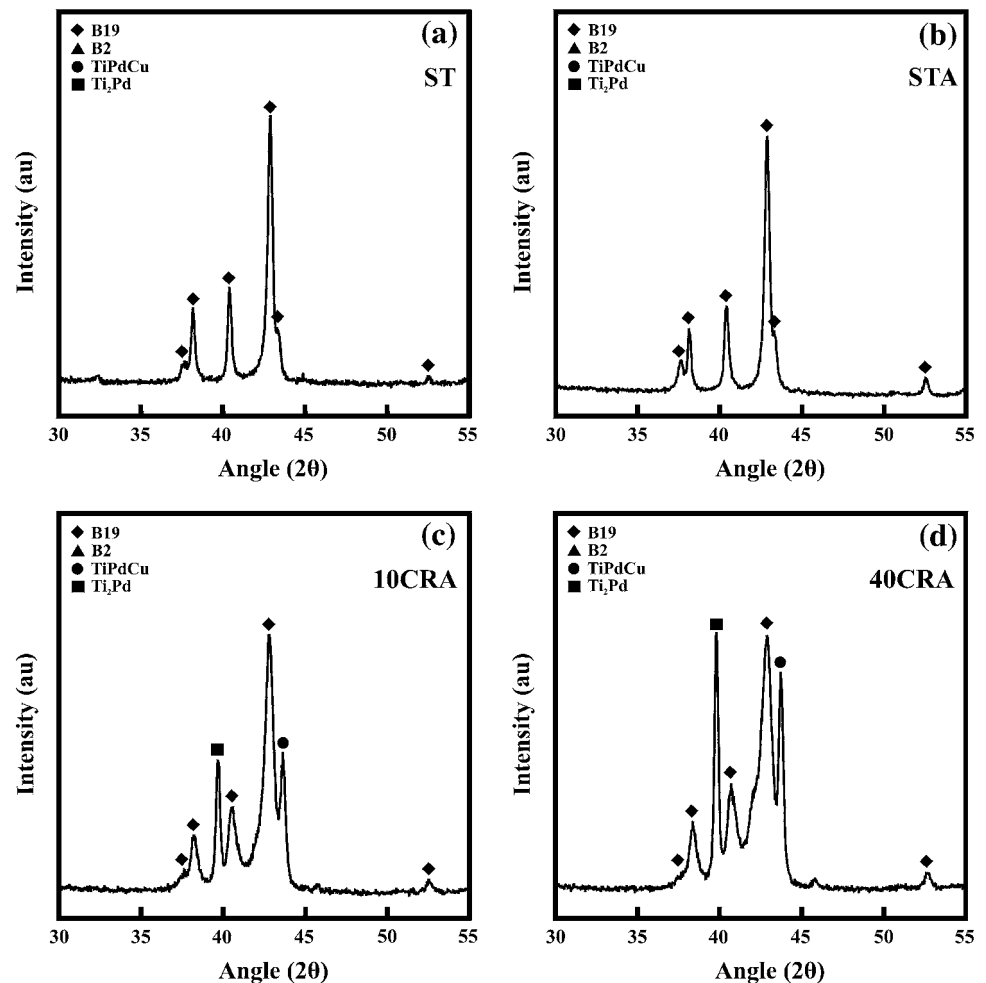 (a)
B19
B2
TiPdCu
Ti₂Pd
ST
Intensity (au)
30 35 40 45 50 55
Angle (2θ)
(b)
B19
B2
TiPdCu
Ti₂Pd
STA
Intensity (au)
30 35 40 45 50 55
Angle (2θ)
(c)
B19
B2
TiPdCu
Ti₂Pd
10CRA
Intensity (au)
30 35 40 45 50 55
Angle (2θ)
(d)
B19
B2
TiPdCu
Ti₂Pd
40CRA
Intensity (au)
30 35 40 45 50 55
Angle (2θ)